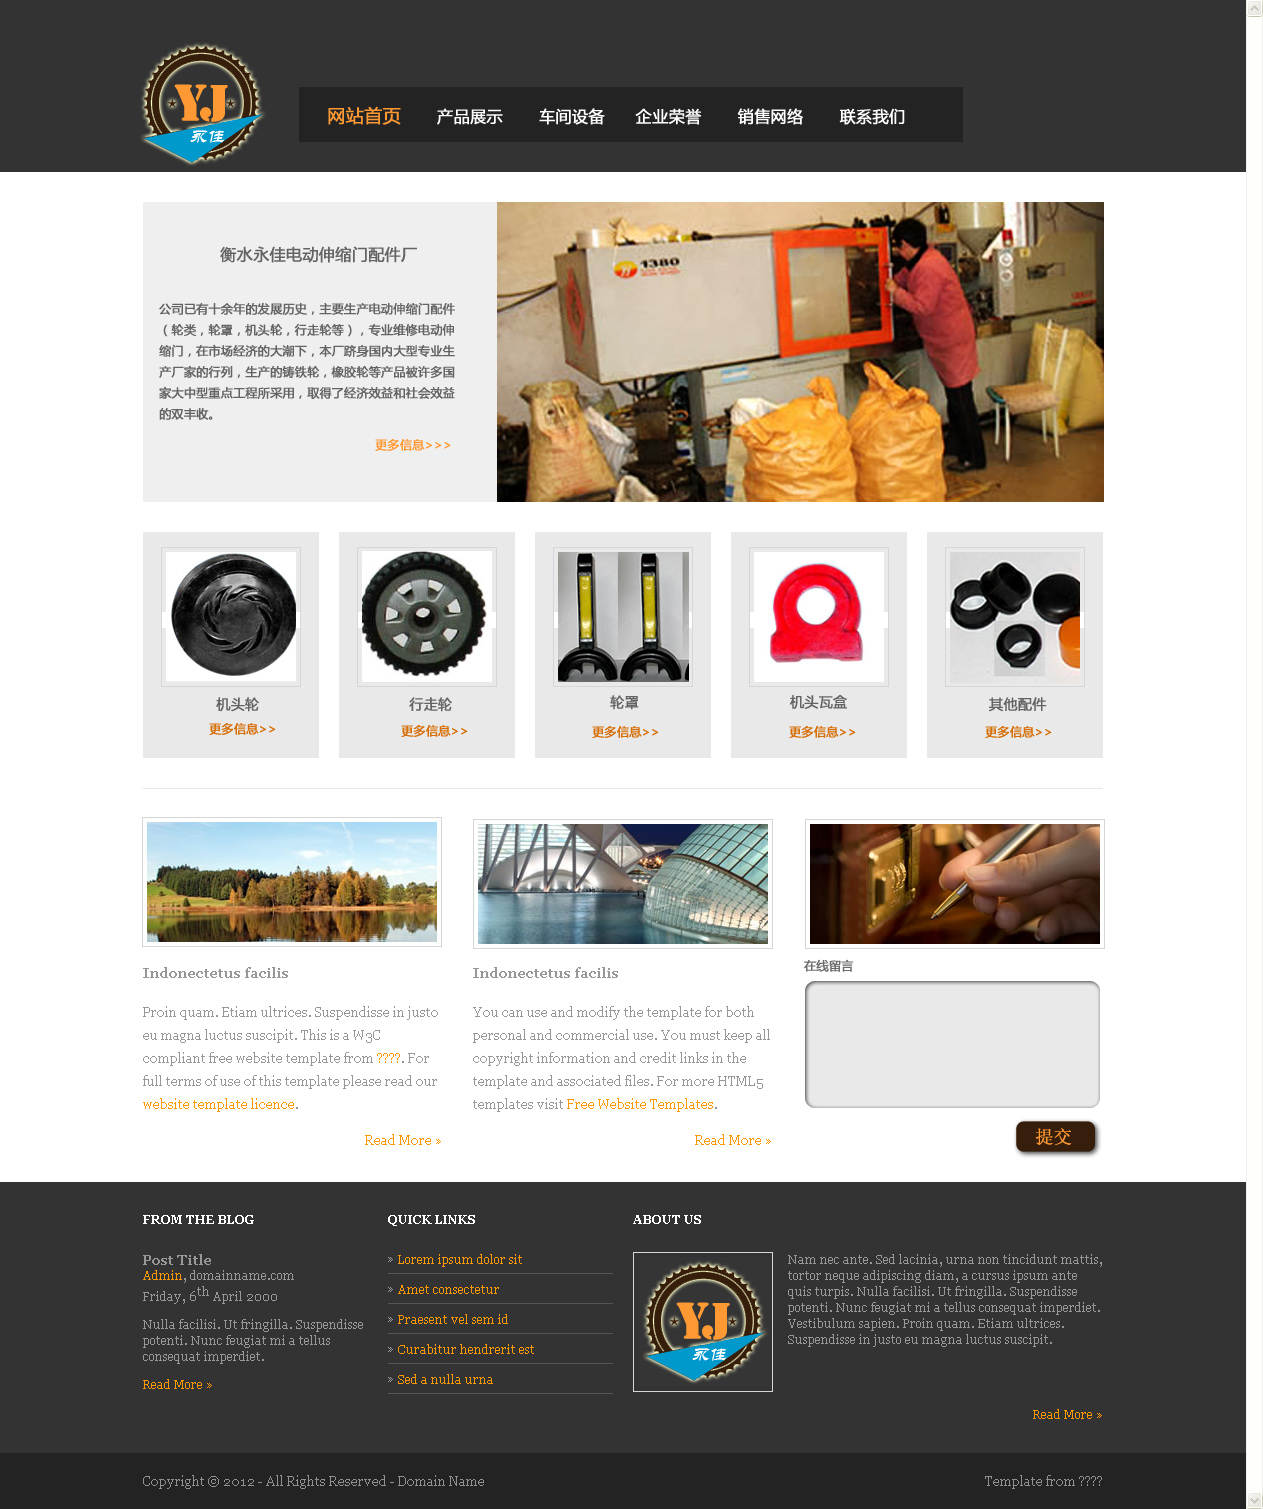 YJ
永佳
网站首页 产品展示 车间设备 企业荣誉 销售网络 联系我们
衡水永佳电动伸缩门配件厂
公司已有十余年的发展历史，主要生产电动伸缩门配件
（轮类，轮罩，机头轮，行走轮等），专业维修电动伸
缩门，在市场经济的大潮下，本厂跻身国内大型专业生
产厂家的行列，生产的铸铁轮，橡胶轮等产品被许多国
家大中型重点工程所采用，取得了经济效益和社会效益
的双丰收。
更多信息>>>
1380
机头轮
更多信息>>
行走轮
更多信息>>
轮罩
更多信息>>
机头瓦盒
更多信息>>
其他配件
更多信息>>
Indonectetus facilis
Proin quam. Etiam ultrices. Suspendisse in justo
eu magna luctus suscipit. This is a W3C
compliant free website template from ????. For
full terms of use of this template please read our
website template licence.
Read More »
Indonectetus facilis
You can use and modify the template for both
personal and commercial use. You must keep all
copyright information and credit links in the
template and associated files. For more HTML5
templates visit Free Website Templates.
Read More »
在线留言
提交
FROM THE BLOG
Post Title
Admin, domainname.com
Friday, 6th April 2000
Nulla facilisi. Ut fringilla. Suspendisse
potenti. Nunc feugiat mi a tellus
consequat imperdiet.
Read More »
QUICK LINKS
» Lorem ipsum dolor sit
» Amet consectetur
» Praesent vel sem id
» Curabitur hendrerit est
» Sed a nulla urna
ABOUT US
YJ
永佳
Nam nec ante. Sed lacinia, urna non tincidunt mattis,
tortor neque adipiscing diam, a cursus ipsum ante
quis turpis. Nulla facilisi. Ut fringilla. Suspendisse
potenti. Nunc feugiat mi a tellus consequat imperdiet.
Vestibulum sapien. Proin quam. Etiam ultrices.
Suspendisse in justo eu magna luctus suscipit.
Read More »
Copyright © 2012 - All Rights Reserved - Domain Name
Template from ????